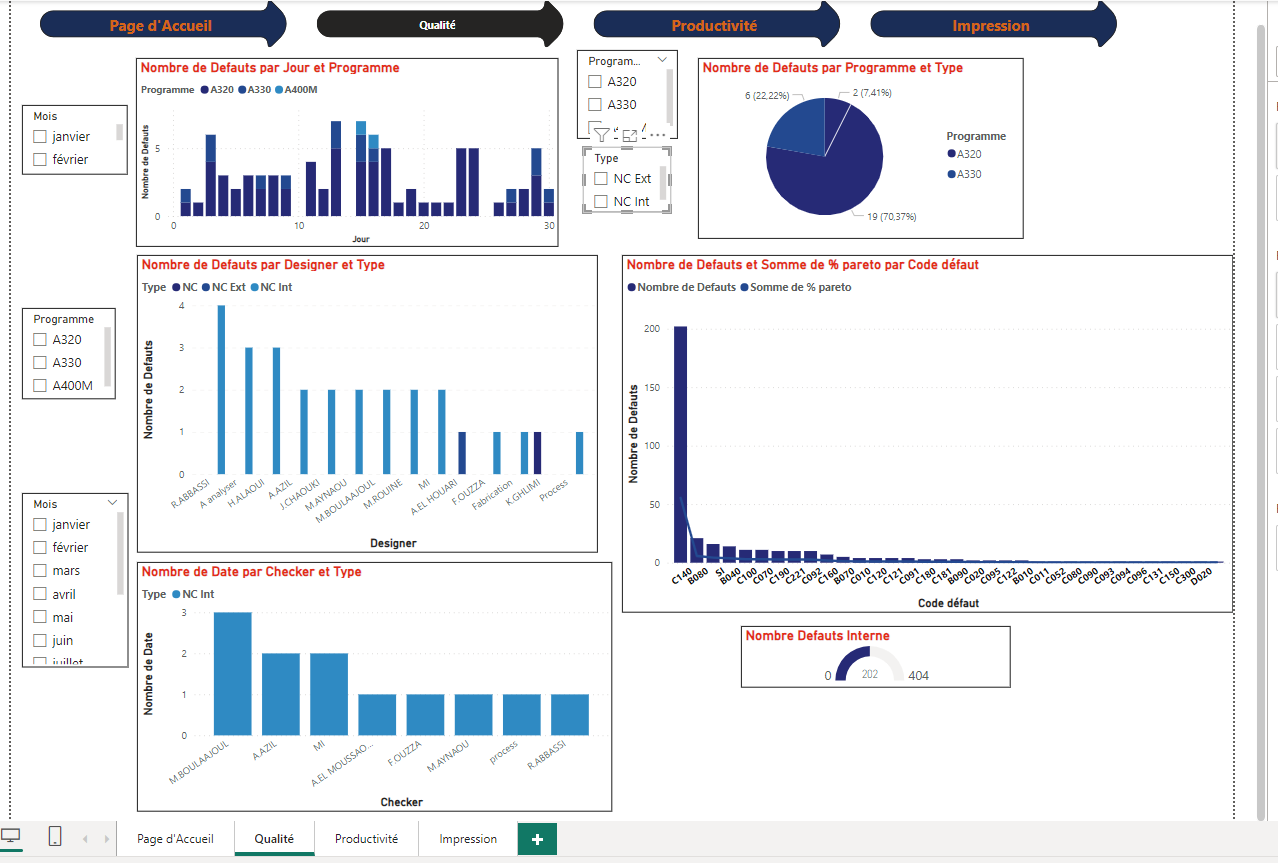 Page d'Accueil
Qualité
Productivité
Impression
Nombre de Defauts par Jour et Programme
Programme A320 A330 A400M
Nombre de Defauts
5
0
0 10 20 30
Jour
Mois
janvier
février
Program...
A320
A330
Type
NC Ext
NC Int
Nombre de Defauts par Programme et Type
6 (22,22%)
2 (7,41%)
19 (70,37%)
Programme
A320
A330
Nombre de Defauts par Designer et Type
Type NC NC Ext NC Int
Nombre de Defauts
4
3
2
1
0
R.ABBASSI A analyser H.ALAOUI A.AZIL J.CHAOUKI M.AYNAOU M.BOULAAJOUL M.ROUINE MI A.EL HOUARI F.OUZZA Fabrication K.GHLIMI Process
Designer
Programme
A320
A330
A400M
Nombre de Defauts et Somme de % pareto par Code défaut
Nombre de Defauts Somme de % pareto
Nombre de Defauts
200
150
100
50
0
C140 B080 SI B040 C100 C070 C190 C221 C092 C160 B070 C010 C120 C121 C091 C180 C181 B090 C020 C095 C122 B010 C011 C052 C080 C090 C093 C094 C096 C131 C150 C300 D020
Code défaut
Mois
janvier
février
mars
avril
mai
juin
juillet
Nombre de Date par Checker et Type
Type NC Int
Nombre de Date
3
2
1
0
M.BOULAAJOUL A.AZIL MI A.EL MOUSSAO... F.OUZZA M.AYNAOU process R.ABBASSI
Checker
Nombre Defauts Interne
0 202 404
Page d'Accueil Qualité Productivité Impression +